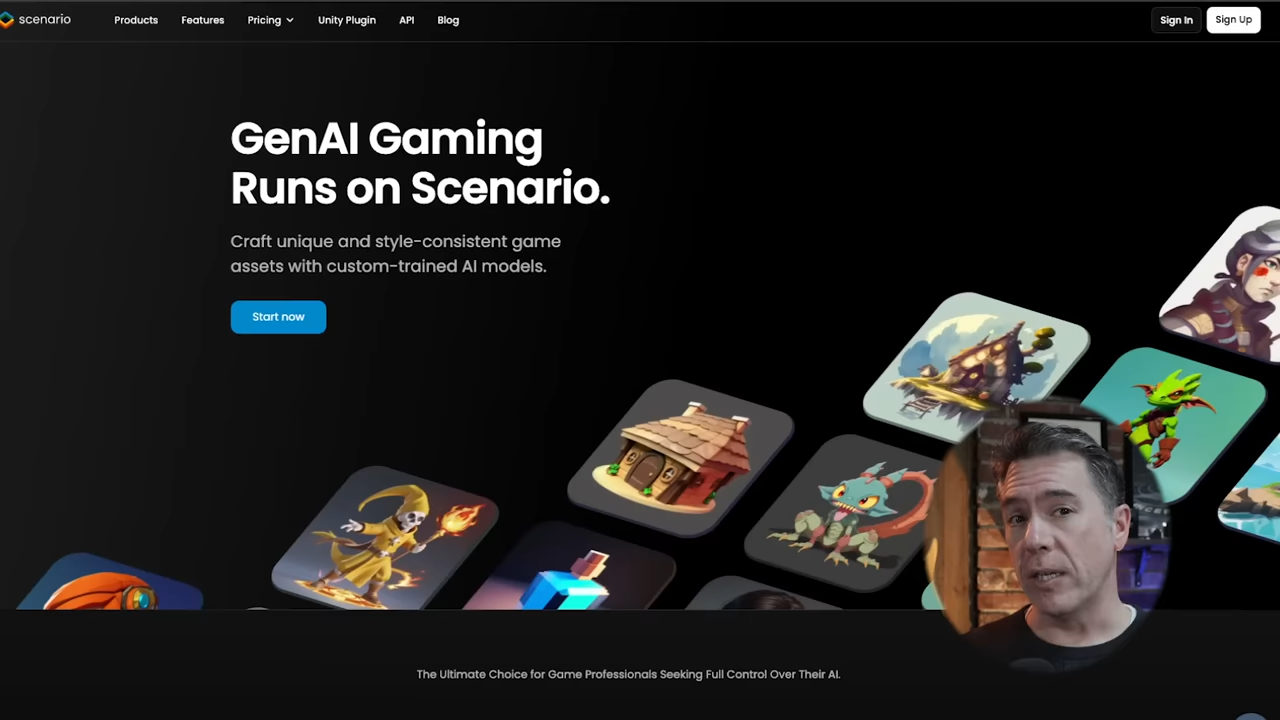 scenario
Products
Features
Pricing
Unity Plugin
API
Blog
Sign In
Sign Up
GenAI Gaming
Runs on Scenario.
Craft unique and style-consistent game
assets with custom-trained AI models.
Start now
The Ultimate Choice for Game Professionals Seeking Full Control Over Their AI.